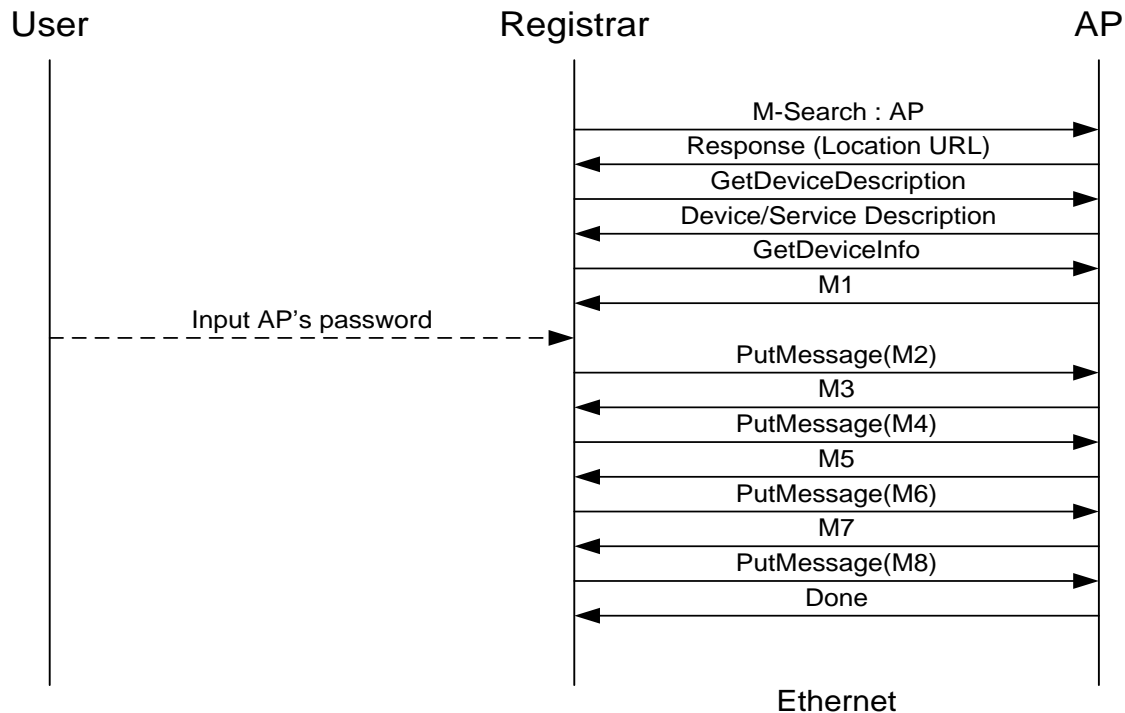 User
Registrar
AP
M-Search : AP
Response (Location URL)
GetDeviceDescription
Device/Service Description
GetDeviceInfo
M1
Input AP's password
PutMessage(M2)
M3
PutMessage(M4)
M5
PutMessage(M6)
M7
PutMessage(M8)
Done
Ethernet